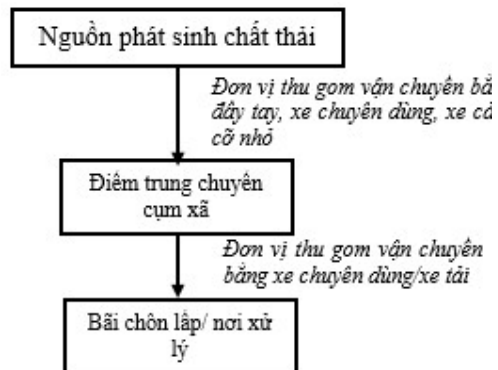 Nguồn phát sinh chất thải
Đơn vị thu gom vận chuyển
đẩy tay, xe chuyên dùng, xe
cỡ nhỏ
Điểm trung chuyển
cụm xã
Đơn vị thu gom vận chuyển
bằng xe chuyên dùng/xe tải
Bãi chôn lấp/ nơi xử
lý